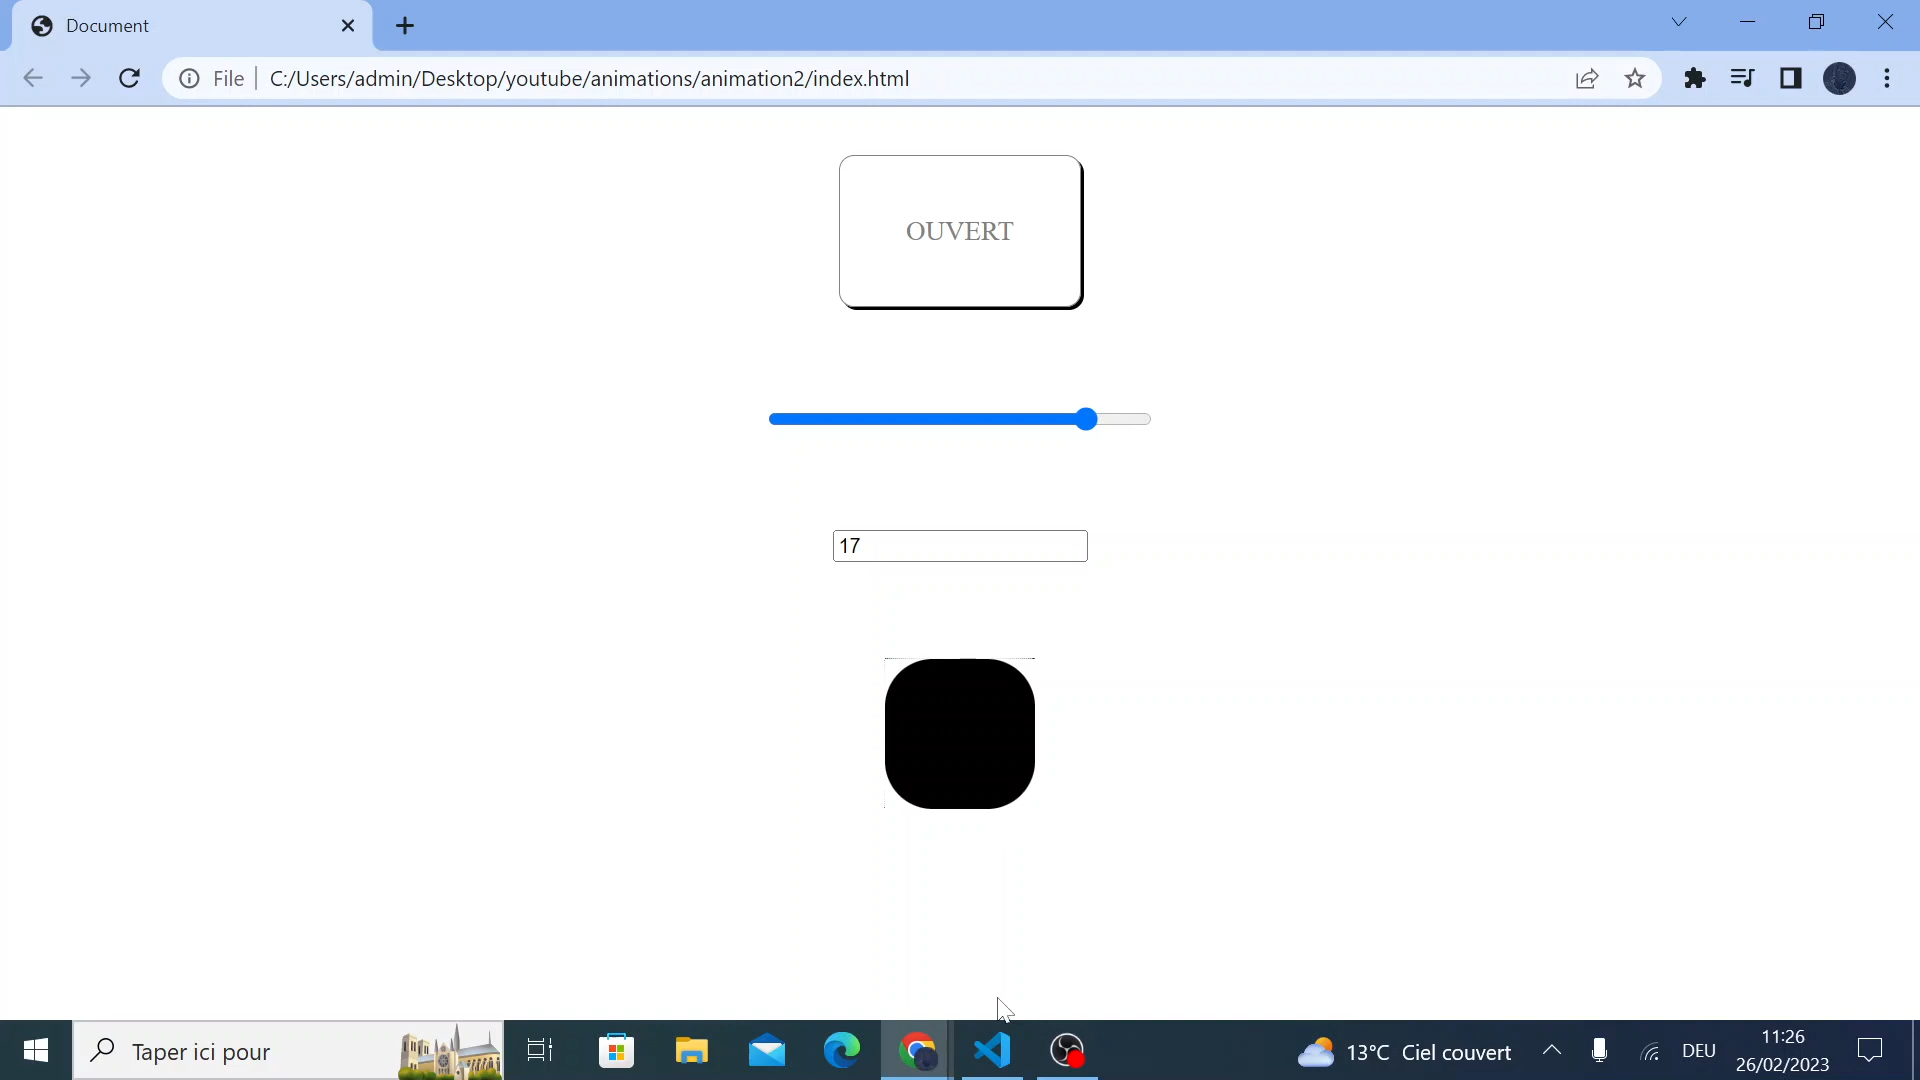 Document
File
C:/Users/admin/Desktop/youtube/animations/animation2/index.html
OUVERT
17
Taper ici pour
13°C Ciel couvert
DEU
11:26
26/02/2023